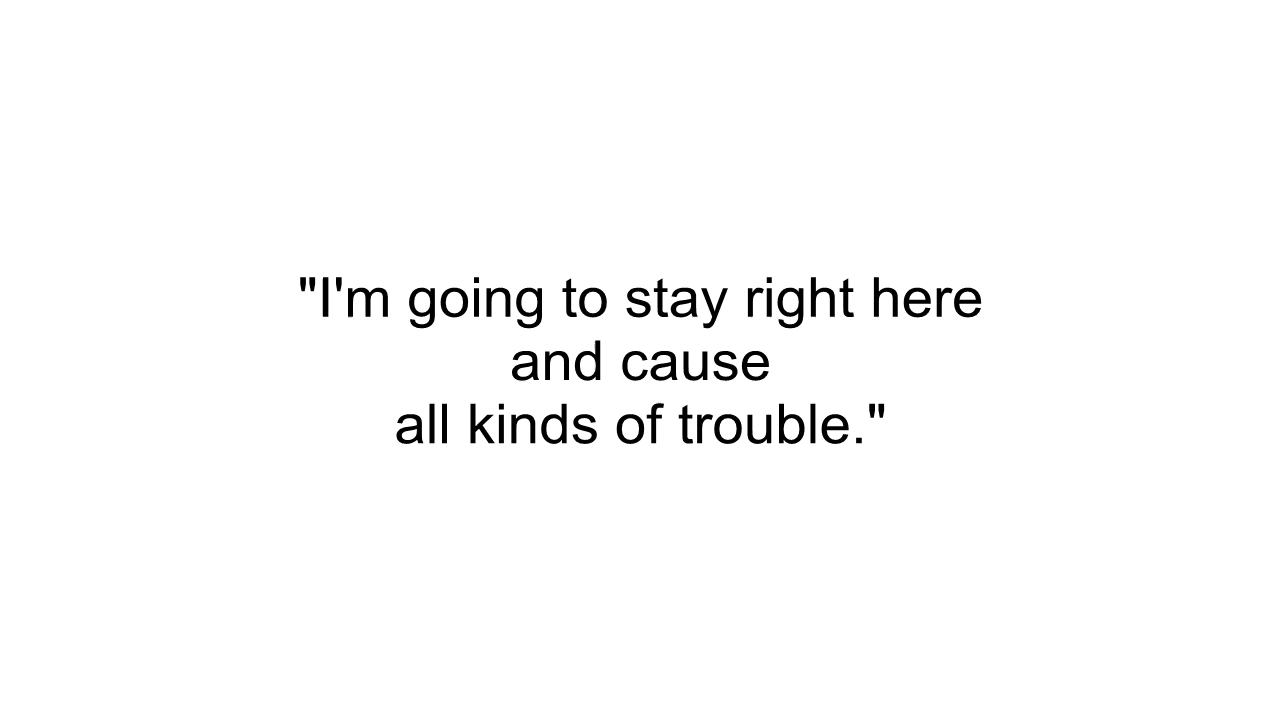 "I'm going to stay right here
and cause
all kinds of trouble."